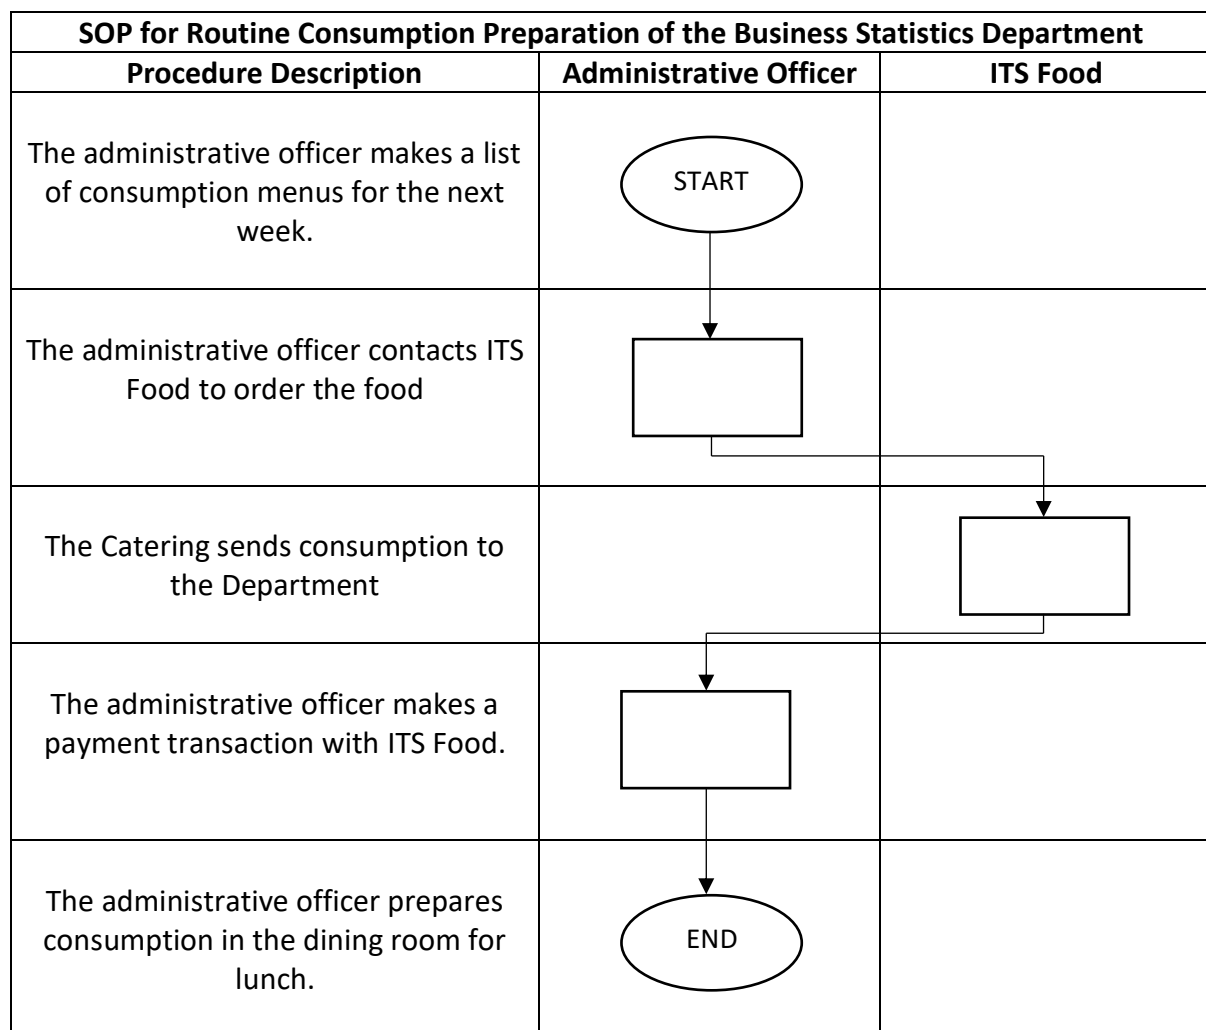 SOP for Routine Consumption Preparation of the Business Statistics Department
Procedure Description
Administrative Officer
ITS Food
The administrative officer makes a list
of consumption menus for the next
week.
START
The administrative officer contacts ITS
Food to order the food
The Catering sends consumption to
the Department
The administrative officer makes a
payment transaction with ITS Food.
The administrative officer prepares
consumption in the dining room for
lunch.
END